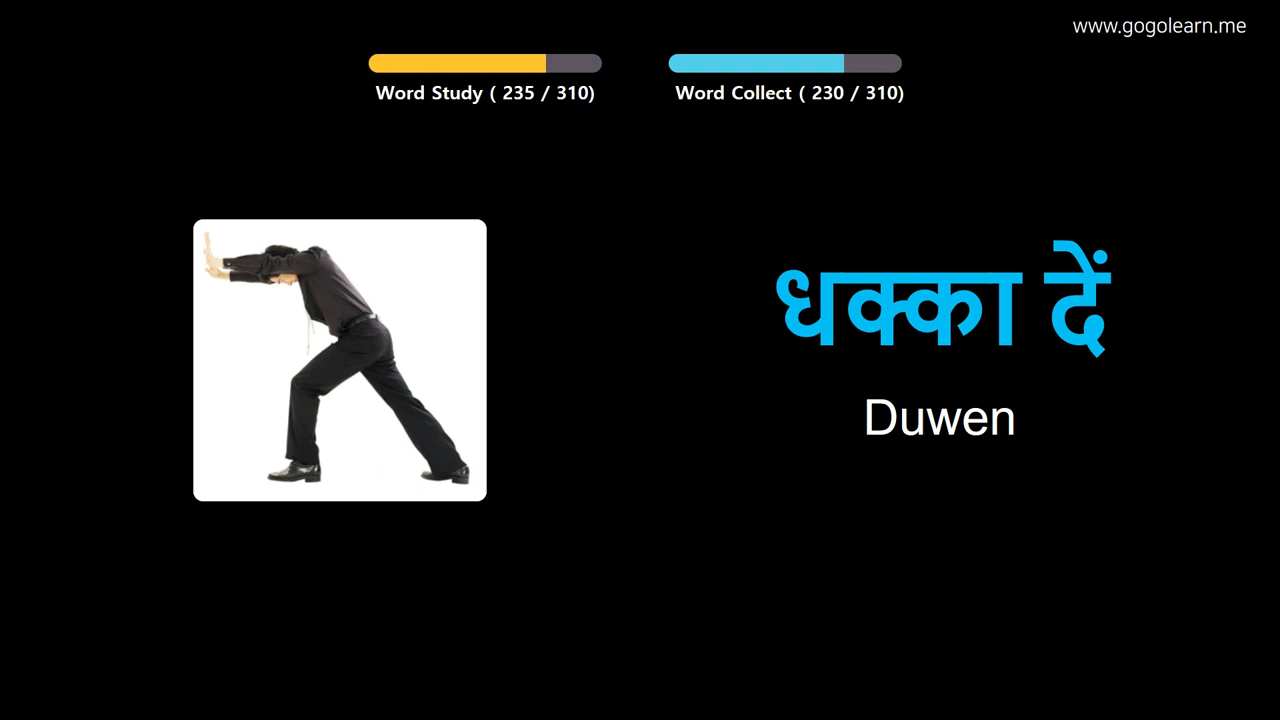 www.gogolearn.me
Word Study ( 235 / 310)
Word Collect ( 230 / 310)
धक्का दें
Duwen